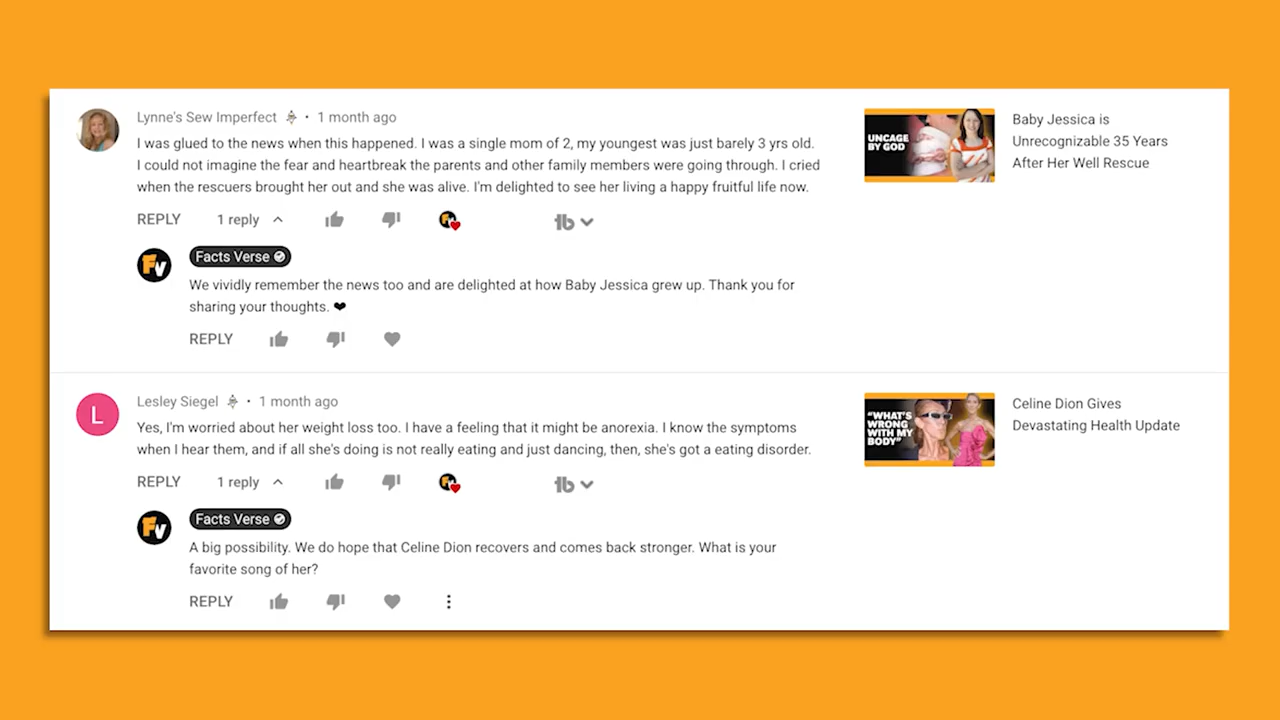 Lynne's Sew Imperfect • 1 month ago
I was glued to the news when this happened. I was a single mom of 2, my youngest was just barely 3 yrs old.
I could not imagine the fear and heartbreak the parents and other family members were going through. I cried
when the rescuers brought her out and she was alive. I'm delighted to see her living a happy fruitful life now.
REPLY 1 reply
UNCAGE
BY GOD
Baby Jessica is
Unrecognizable 35 Years
After Her Well Rescue
FV
Facts Verse
We vividly remember the news too and are delighted at how Baby Jessica grew up. Thank you for
sharing your thoughts. ❤
REPLY
L
Lesley Siegel • 1 month ago
Yes, I'm worried about her weight loss too. I have a feeling that it might be anorexia. I know the symptoms
when I hear them, and if all she's doing is not really eating and just dancing, then, she's got a eating disorder.
REPLY 1 reply
"WHAT'S
WRONG
WITH MY
BODY"
Celine Dion Gives
Devastating Health Update
FV
Facts Verse
A big possibility. We do hope that Celine Dion recovers and comes back stronger. What is your
favorite song of her?
REPLY